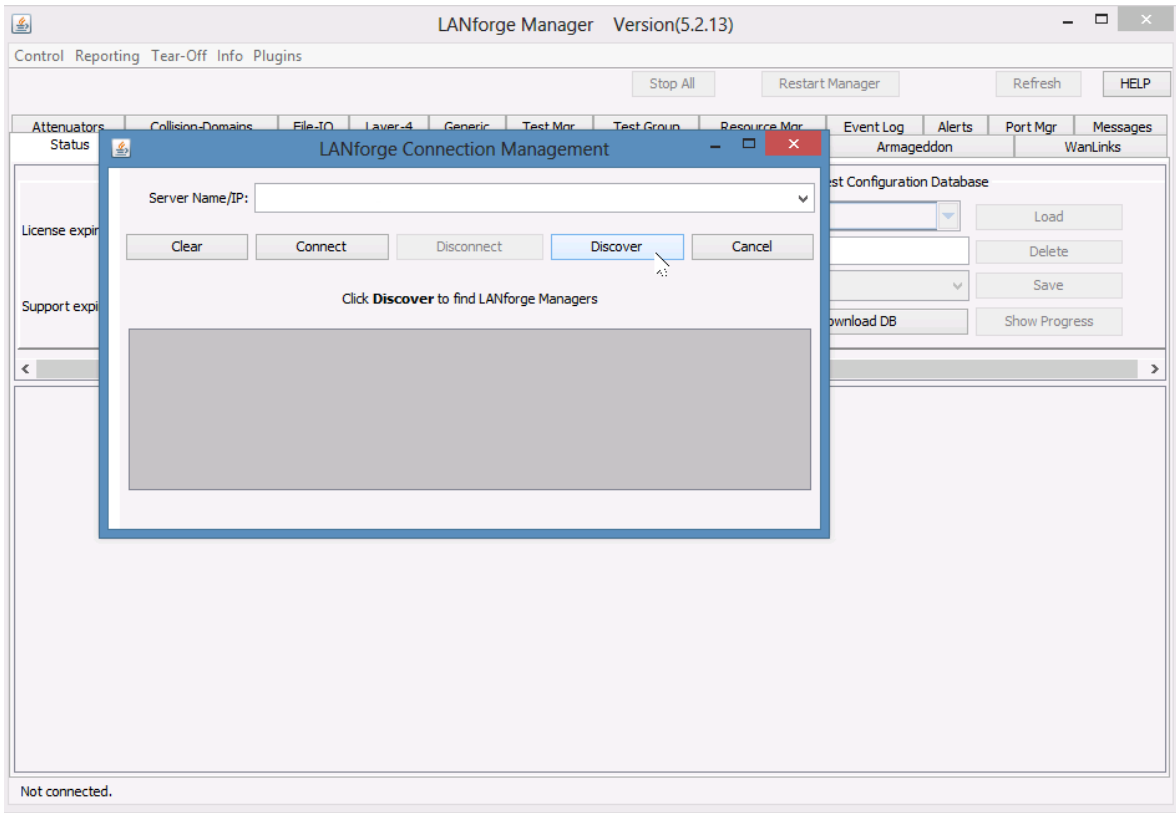 LANforge Manager Version(5.2.13)
Control Reporting Tear-Off Info Plugins
Stop All Restart Manager Refresh HELP
Attenuators Collision-Domains File-IO Layer-4 Generic Test Mgr Test Group Resource Mgr Event Log Alerts Port Mgr Messages
Status Armageddon WanLinks
LANforge Connection Management
Server Name/IP:
Clear Connect Disconnect Discover Cancel
Click Discover to find LANforge Managers
est Configuration Database
License expir
Load
Delete
Support expi
Save
ownload DB Show Progress
Not connected.